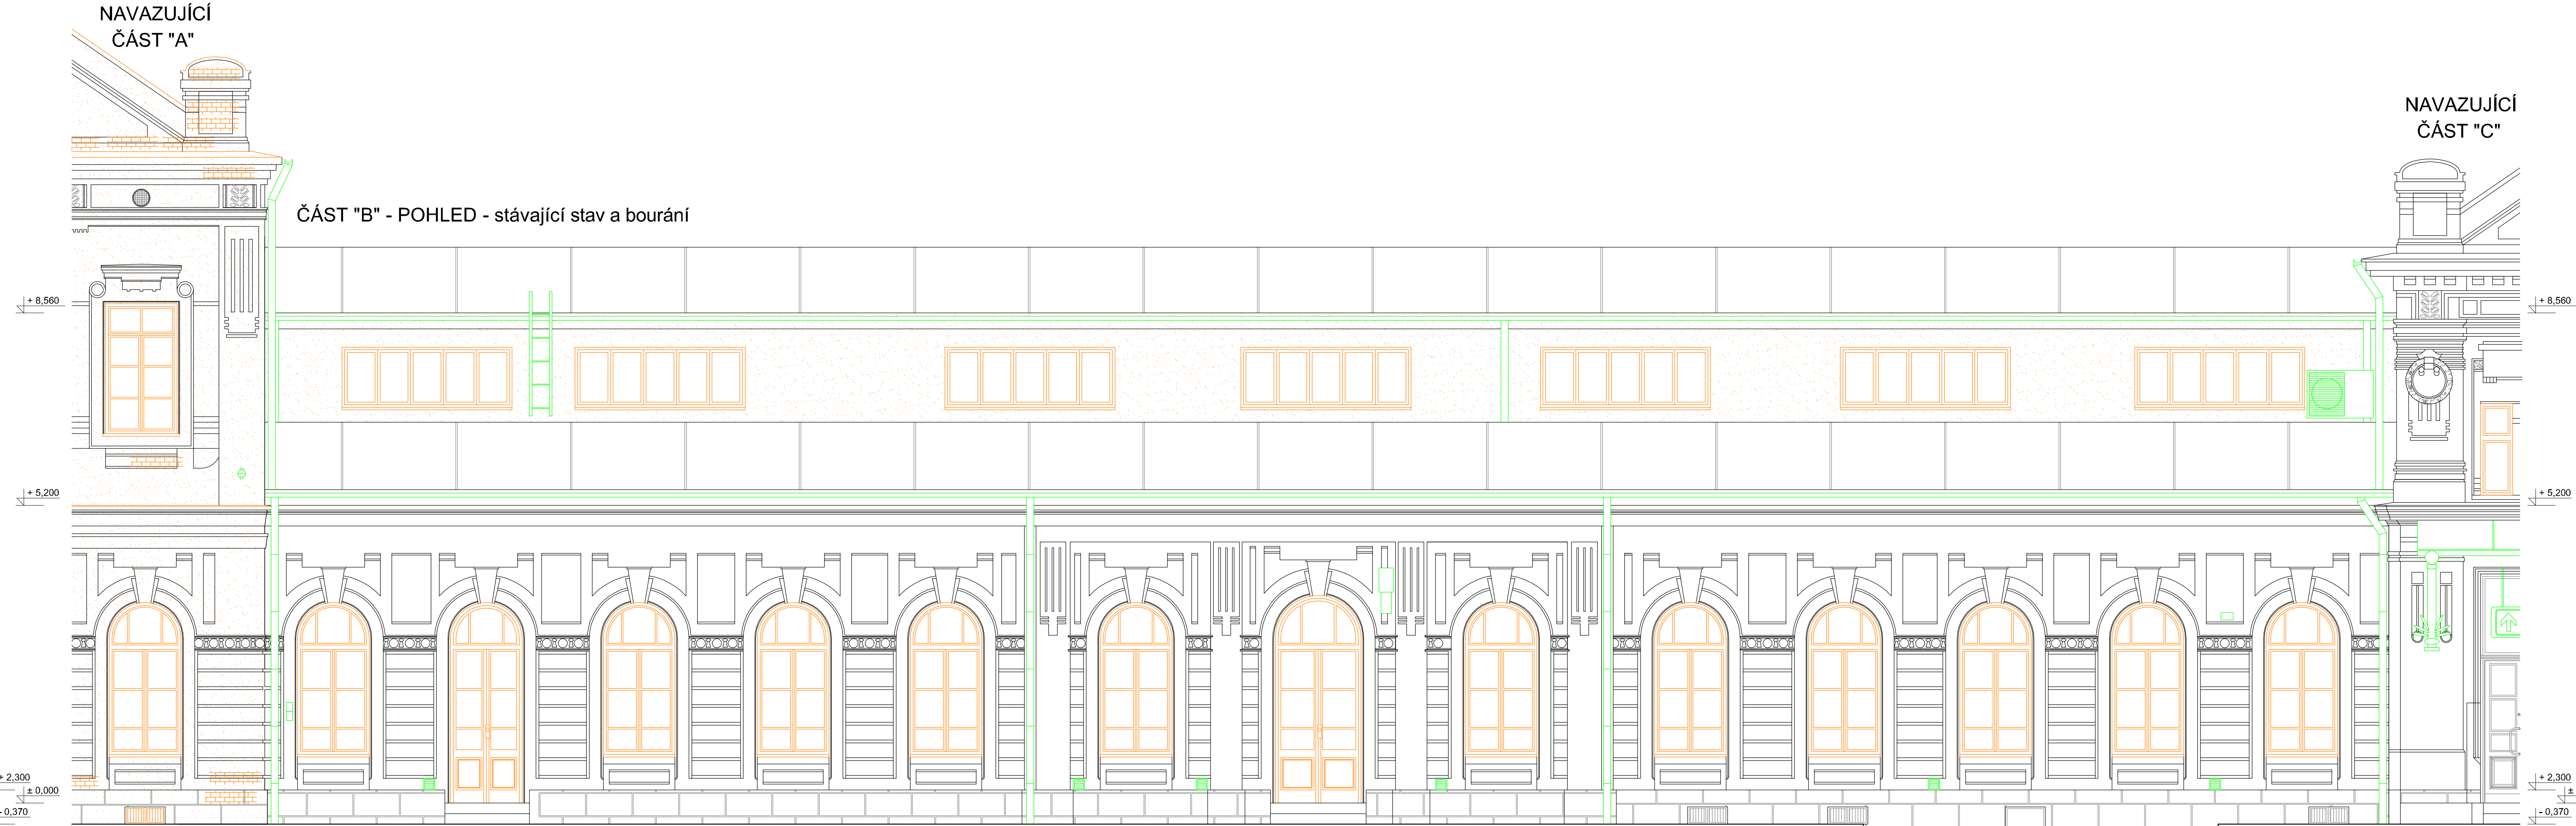 NAVAZUJÍCÍ
ČÁST "A"
NAVAZUJÍCÍ
ČÁST "C"
ČÁST "B" - POHLED - stávající stav a bourání
+ 8,560
+ 8,560
+ 5,200
+ 5,200
+ 2,300
± 0,000
- 0,370
+ 2,300
±
- 0,370